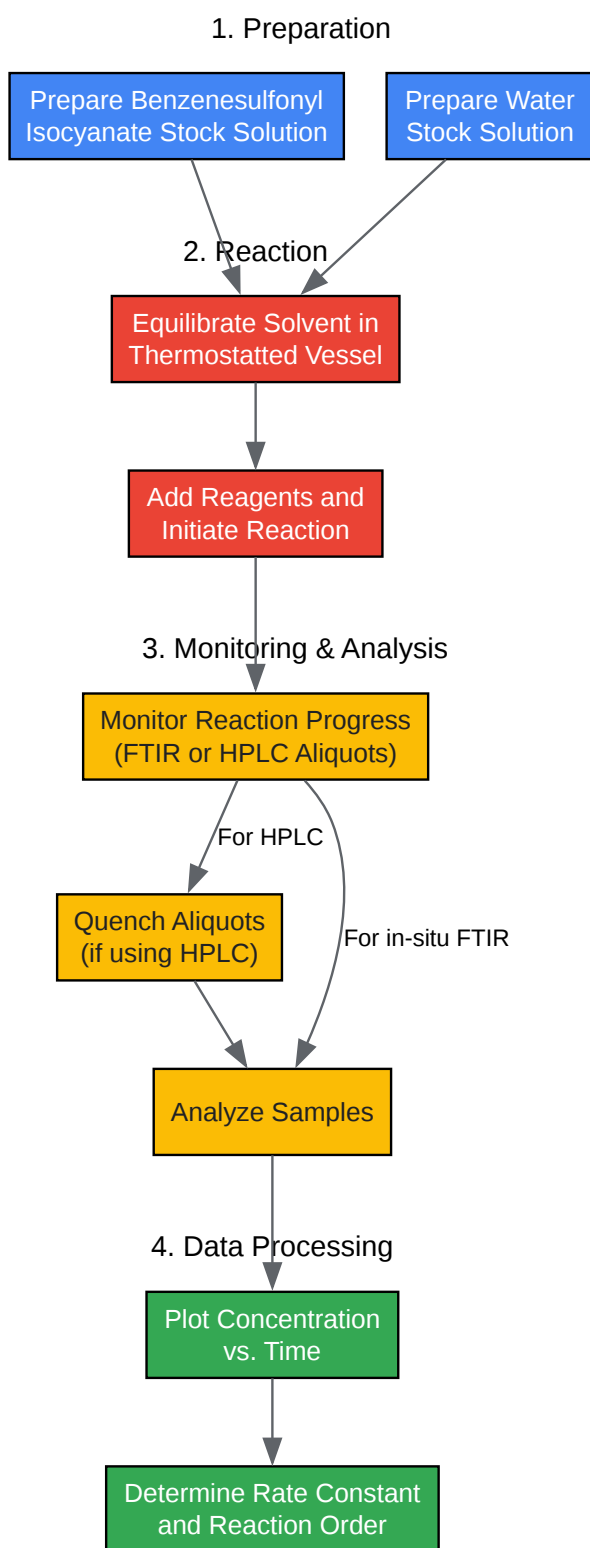 1. Preparation
Prepare Benzenesulfonyl
Isocyanate Stock Solution
Prepare Water
Stock Solution
2. Reaction
Equilibrate Solvent in
Thermostatted Vessel
Add Reagents and
Initiate Reaction
3. Monitoring & Analysis
Monitor Reaction Progress
(FTIR or HPLC Aliquots)
For HPLC
Quench Aliquots
(if using HPLC)
For in-situ FTIR
Analyze Samples
4. Data Processing
Plot Concentration
vs. Time
Determine Rate Constant
and Reaction Order